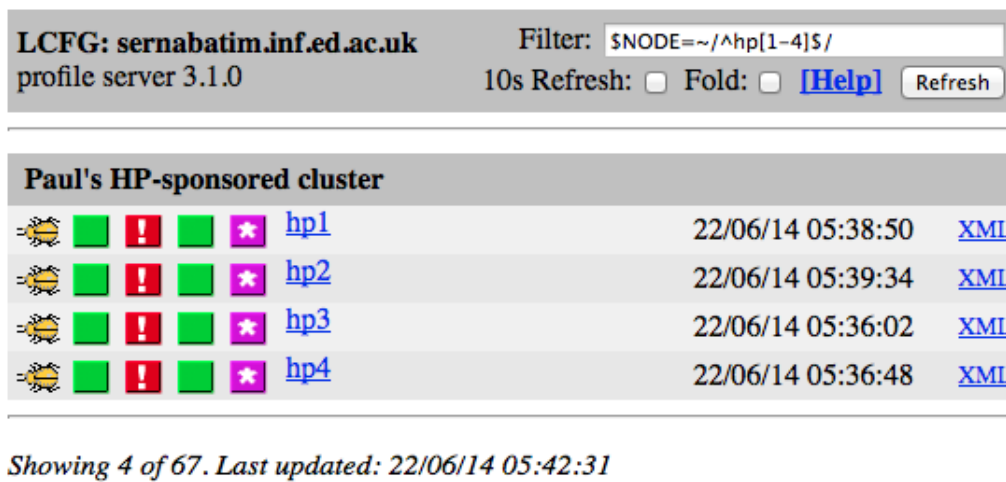 LCFG: sernabatim.inf.ed.ac.uk
Filter: $NODE=~/^hp[1-4]$/
profile server 3.1.0
10s Refresh: Fold: [Help] Refresh
Paul's HP-sponsored cluster
! * hp1 22/06/14 05:38:50 XML
! * hp2 22/06/14 05:39:34 XML
! * hp3 22/06/14 05:36:02 XML
! * hp4 22/06/14 05:36:48 XML
Showing 4 of 67. Last updated: 22/06/14 05:42:31